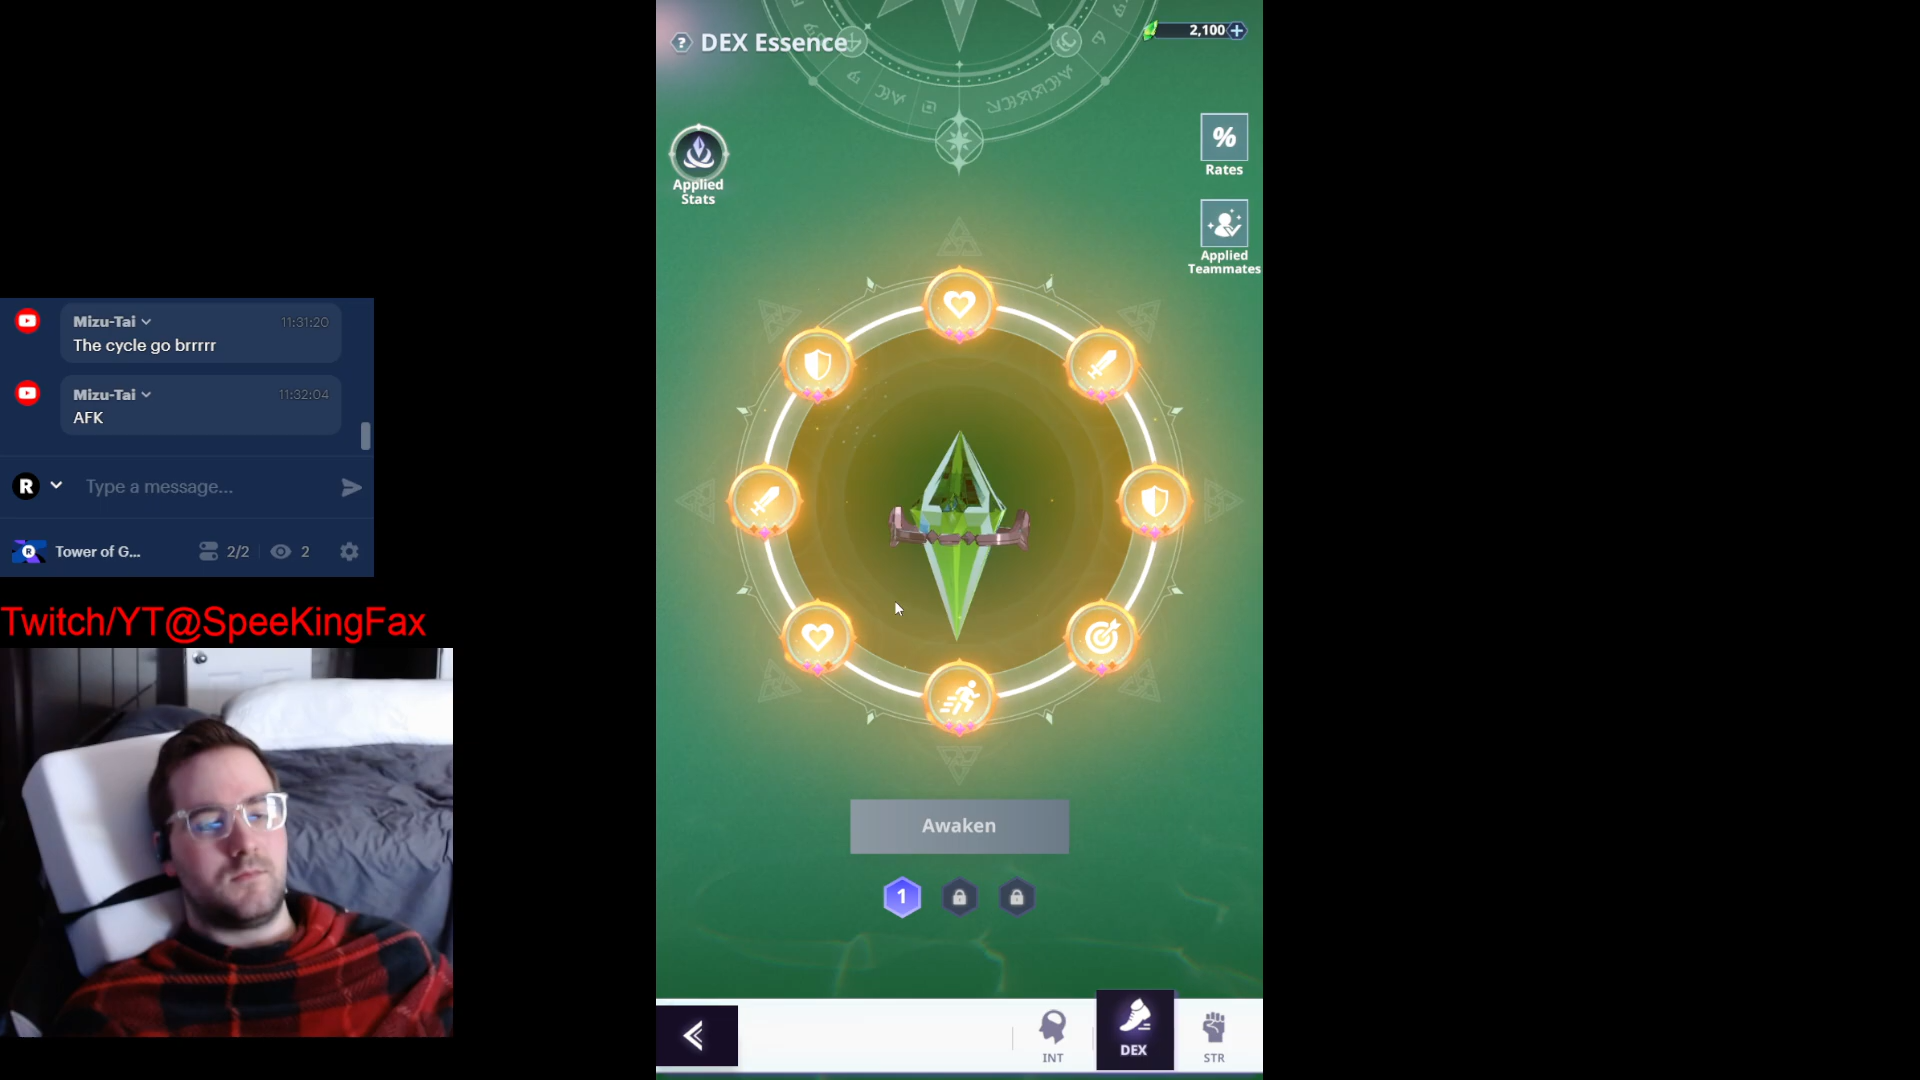 DEX Essence
2,100
Applied
Stats
%
Rates
Applied
Teammates
Mizu-Tai
11:31:20
The cycle go brrrrr
Mizu-Tai
11:32:04
AFK
R
Type a message...
R
Tower of G...
2/2
2
Twitch/YT@SpeeKingFax
Awaken
1
INT
DEX
STR